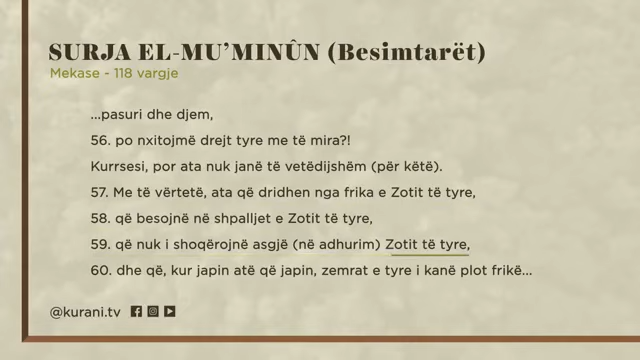 SURJA EL-MU’MINÛN (Besimtarët)
Mekase - 118 vargje
...pasuri dhe djem,
56. po nxitojmë drejt tyre me të mira?!
Kurrsesi, por ata nuk janë të vetëdijshëm (për këtë).
57. Me të vërtetë, ata që dridhen nga frika e Zotit të tyre,
58. që besojnë në shpalljet e Zotit të tyre,
59. që nuk i shoqërojnë asgjë (në adhurim) Zotit të tyre,
60. dhe që, kur japin atë që japin, zemrat e tyre i kanë plot frikë...
@kurani.tv